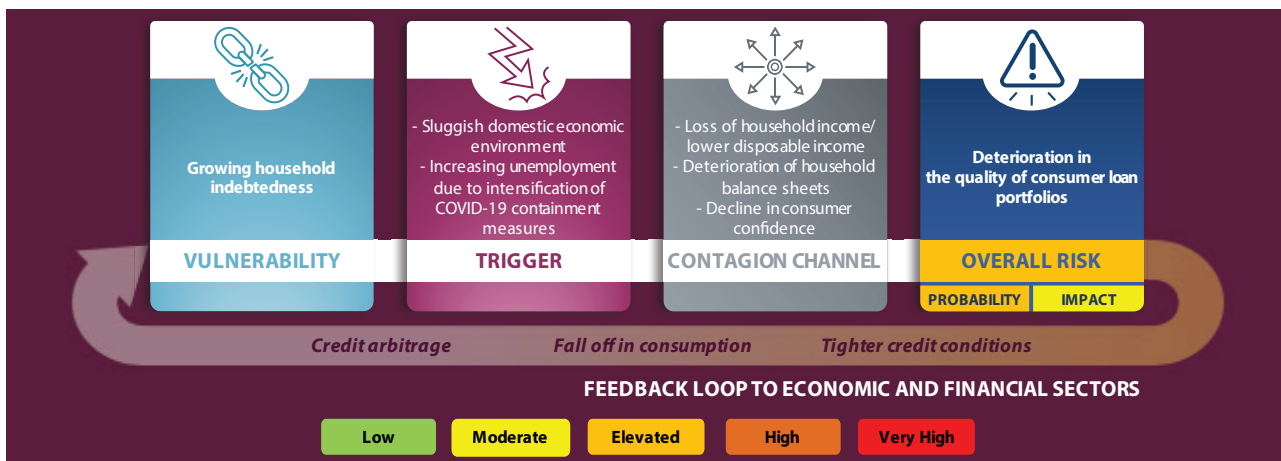 Growing household
indebtedness
VULNERABILITY
- Sluggish domestic economic
environment
- Increasing unemployment
due to intensification of
COVID-19 containment
measures
TRIGGER
- Loss of household income/
lower disposable income
- Deterioration of household
balance sheets
- Decline in consumer
confidence
CONTAGION CHANNEL
Deterioration in
the quality of consumer loan
portfolios
OVERALL RISK
PROBABILITY
IMPACT
Credit arbitrage
Fall off in consumption
Tighter credit conditions
FEEDBACK LOOP TO ECONOMIC AND FINANCIAL SECTORS
Low
Moderate
Elevated
High
Very High